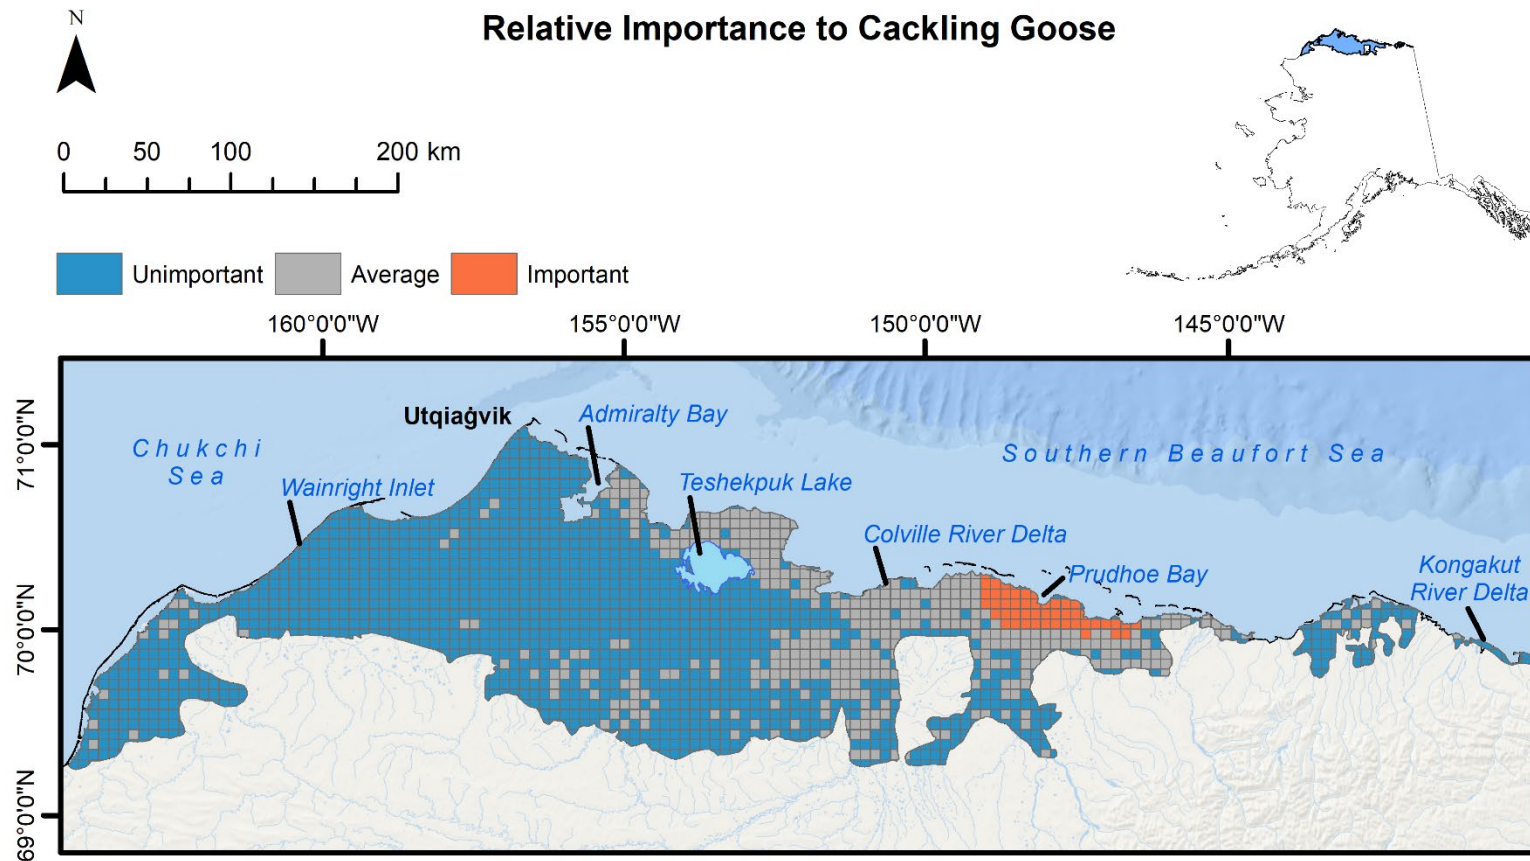 Relative Importance to Cackling Goose
N
0 50 100 200 km
Unimportant Average Important
160°0'0"W 155°0'0"W 150°0'0"W 145°0'0"W
71°0'0"N
70°0'0"N
69°0'0"N
Utqiaġvik
Admiralty Bay
Chukchi
Sea
Southern Beaufort Sea
Wainright Inlet
Teshekpuk Lake
Colville River Delta
Prudhoe Bay
Kongakut
River Delta